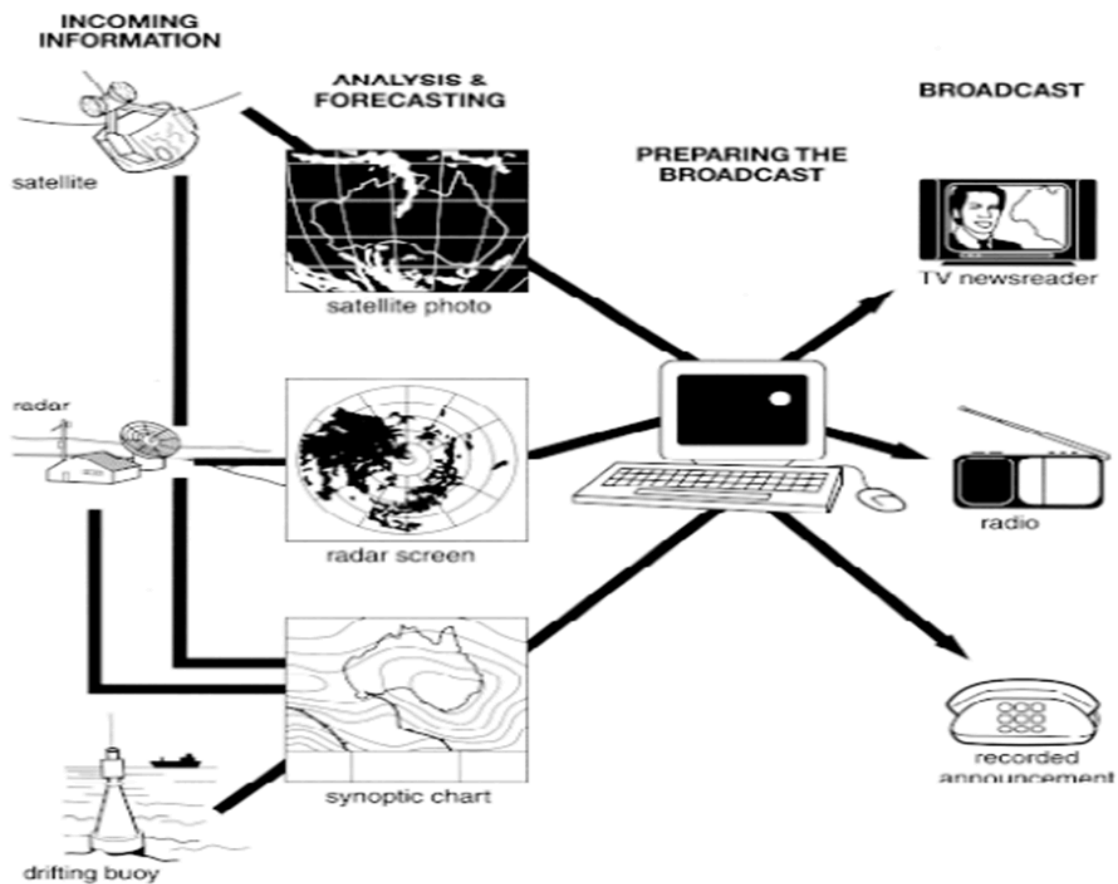 INCOMING
INFORMATION
ANALYSIS &
FORECASTING
PREPARING THE
BROADCAST
BROADCAST
satellite
satellite photo
TV newsreader
radar
radar screen
radio
synoptic chart
recorded
announcement
drifting buoy